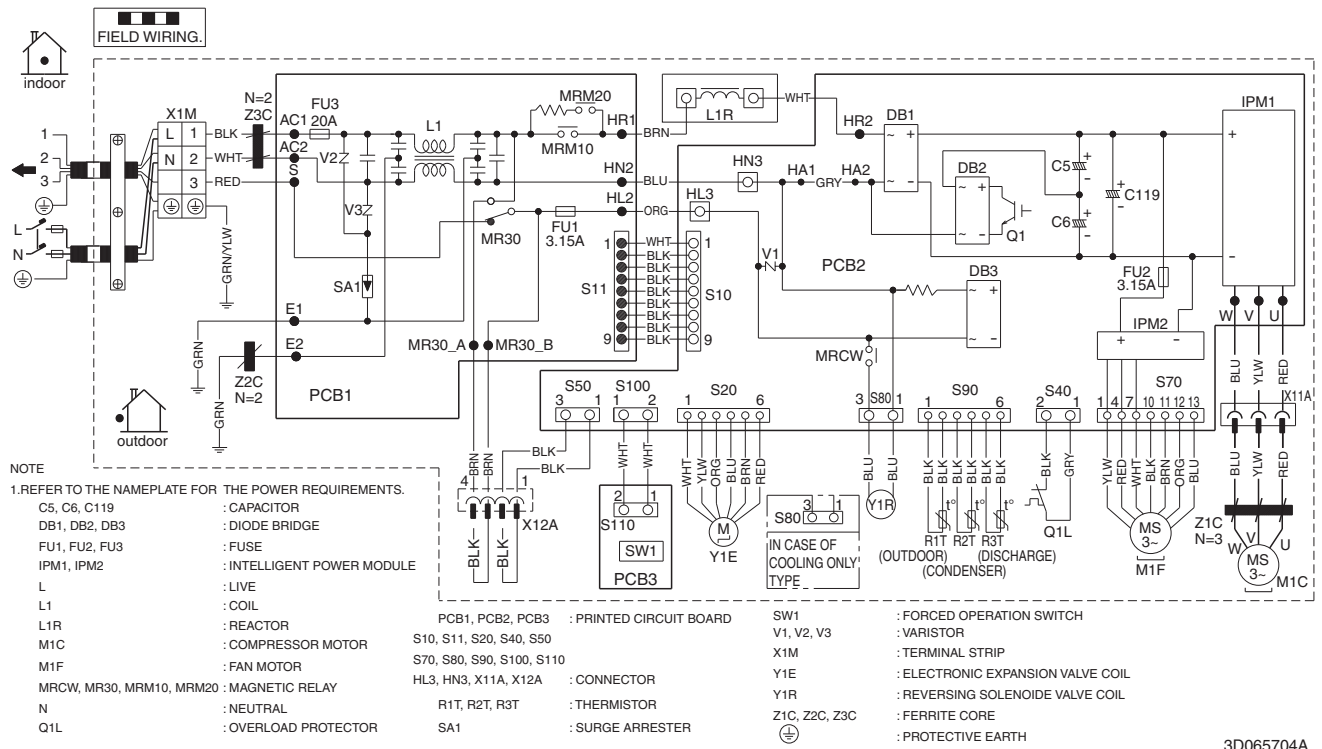 FIELD WIRING.
indoor
1
2
3
L
N
X1M
L 1
N 2
3
BLK
WHT
RED
GRN/YLW
N=2
Z3C
AC1
AC2
S
FU3
20A
V2
V3
SA1
L1
MRM20
MRM10
HR1
HN2
HL2
MR30
FU1
3.15A
E1
E2
GRN
GRN
Z2C
N=2
PCB1
MR30_A
MR30_B
BRN
BLU
ORG
L1R
WHT
HR2
HN3
HL3
HA1
GRY
HA2
DB1
~ +
~ -
DB2
~ +
~ -
Q1
C5
C6
C119
+
-
+
-
+
-
IPM1
+
-
W V U
V1
PCB2
DB3
~ +
~ -
MRCW
FU2
3.15A
IPM2
+ -
S11
1
9
WHT
BLK
BLK
BLK
BLK
BLK
BLK
BLK
BLK
S10
1
9
S50
3 1
S100
1 2
S20
1 6
S80
3 1
S90
1 6
S40
2 1
S70
1 4 7 10 11 12 13
BLU
YLW
RED
X11A
BLU
YLW
RED
Z1C
N=3
W V U
MS
3~
M1C
BRN
BRN
BLK
BLK
4 1
X12A
BLK
BLK
WHT
WHT
2 1
S110
SW1
PCB3
WHT
YLW
ORG
BLU
BRN
RED
M
Y1E
S80
3 1
IN CASE OF
COOLING ONLY
TYPE
BLU
BLU
Y1R
BLK
BLK
BLK
BLK
BLK
BLK
t°
t°
t°
R1T R2T R3T
(OUTDOOR) (DISCHARGE)
(CONDENSER)
BLK
GRY
Q1L
YLW
RED
WHT
BLK
BRN
ORG
BLU
MS
3~
M1F
outdoor
NOTE
1.REFER TO THE NAMEPLATE FOR THE POWER REQUIREMENTS.
C5, C6, C119 : CAPACITOR
DB1, DB2, DB3 : DIODE BRIDGE
FU1, FU2, FU3 : FUSE
IPM1, IPM2 : INTELLIGENT POWER MODULE
L : LIVE
L1 : COIL
L1R : REACTOR
M1C : COMPRESSOR MOTOR
M1F : FAN MOTOR
MRCW, MR30, MRM10, MRM20 : MAGNETIC RELAY
N : NEUTRAL
Q1L : OVERLOAD PROTECTOR
PCB1, PCB2, PCB3 : PRINTED CIRCUIT BOARD
S10, S11, S20, S40, S50
S70, S80, S90, S100, S110
HL3, HN3, X11A, X12A : CONNECTOR
R1T, R2T, R3T : THERMISTOR
SA1 : SURGE ARRESTER
SW1 : FORCED OPERATION SWITCH
V1, V2, V3 : VARISTOR
X1M : TERMINAL STRIP
Y1E : ELECTRONIC EXPANSION VALVE COIL
Y1R : REVERSING SOLENOIDE VALVE COIL
Z1C, Z2C, Z3C : FERRITE CORE
: PROTECTIVE EARTH
3D065704A